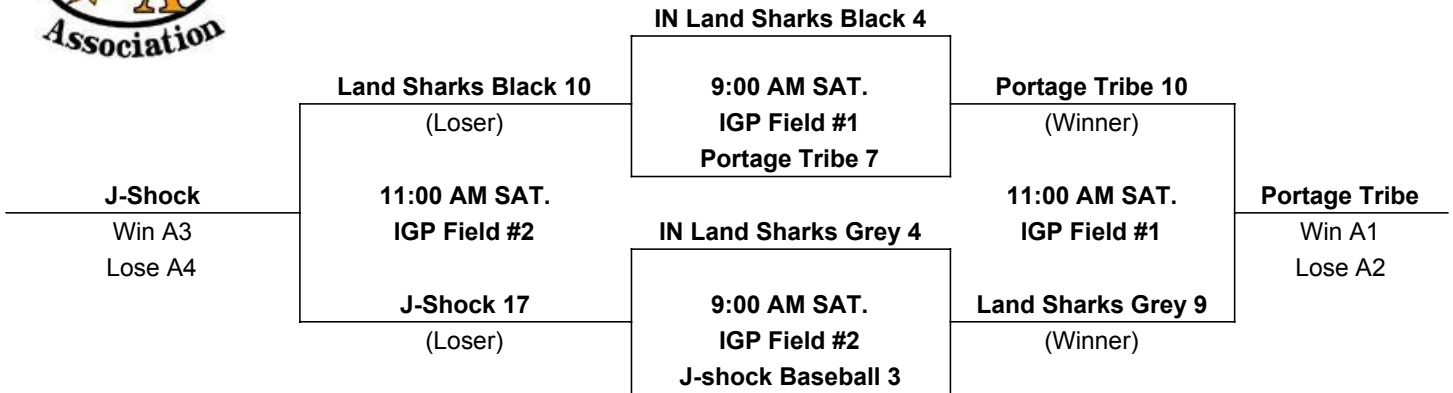 Association
IN Land Sharks Black 4
Land Sharks Black 10 9:00 AM SAT. Portage Tribe 10
(Loser) IGP Field #1 (Winner)
Portage Tribe 7
J-Shock 11:00 AM SAT. 11:00 AM SAT. Portage Tribe
Win A3 IGP Field #2 IN Land Sharks Grey 4 IGP Field #1 Win A1
Lose A4 Lose A2
J-Shock 17 9:00 AM SAT. Land Sharks Grey 9
(Loser) IGP Field #2 (Winner)
J-shock Baseball 3